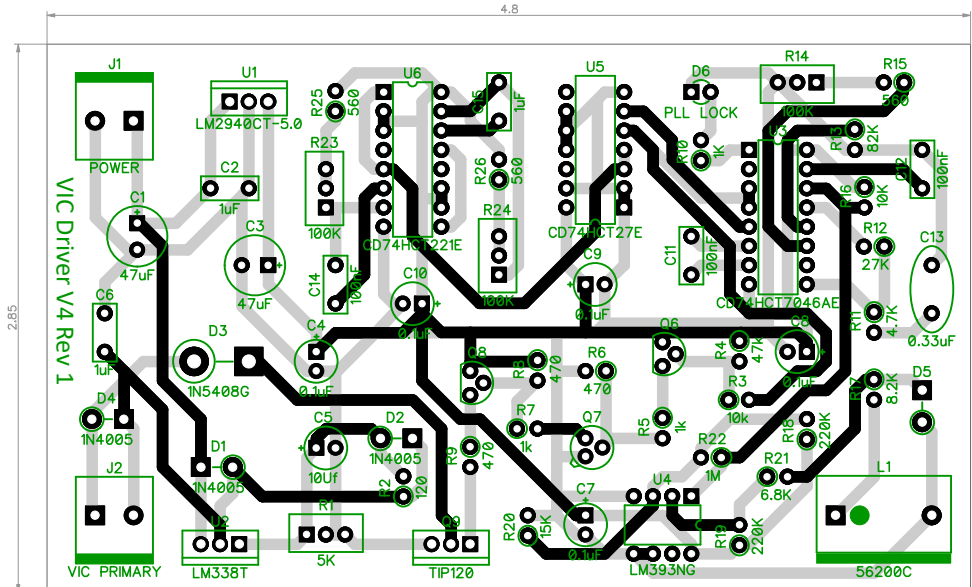 4.8
2.85
J1
POWER
U1
LM2940CT-5.0
R25
560
U6
CD74HCT221E
C15
1uF
U5
CD74HCT27E
D6
PLL LOCK
R14
100K
R15
560
U3
CD74HCT7046AE
R13
82K
C12
100nF
R10
1K
R16
10K
R12
27K
C13
0.33uF
R23
100K
R26
560
R24
100K
C2
1uF
C1
+
47uF
C3
+
47uF
C14
100nF
C10
+
0.1uF
C9
+
0.1uF
C11
100nF
R11
4.7K
VIC Driver V4 Rev 1
C6
1uF
D3
1N5408G
C4
+
0.1uF
Q8
R8
470
R6
470
Q6
R4
47k
C8
+
0.1uF
R3
10k
R17
8.2K
D5
D4
1N4005
D1
1N4005
C5
+
10Uf
D2
1N4005
R2
120
R9
470
R7
1k
Q7
R5
1k
R22
1M
R18
220K
R21
6.8K
L1
56200C
J2
VIC PRIMARY
U2
LM338T
R1
5K
Q9
TIP120
R20
15K
C7
+
0.1uF
U4
LM393NG
R19
220K